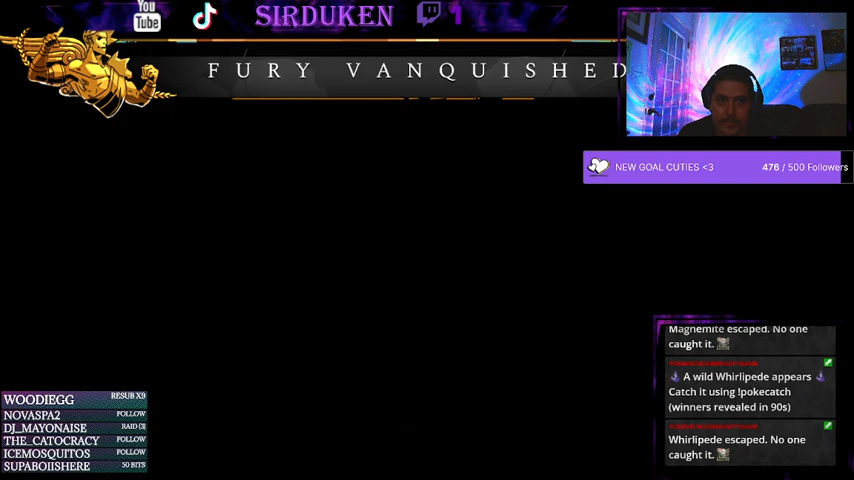 You
Tube
SIRDUKEN
FURY VANQUISHED
NEW GOAL CUTIES <3
476 / 500 Followers
Magnemite escaped. No one
caught it.
A wild Whirlipede appears
Catch it using !pokecatch
(winners revealed in 90s)
Whirlipede escaped. No one
caught it.
WOODIEGG RESUB X9
NOVASPA2 FOLLOW
DJ_MAYONAISE RAID (3)
THE_CATOCRACY FOLLOW
ICEMOSQUITOS FOLLOW
SUPABOIISHERE 50 BITS